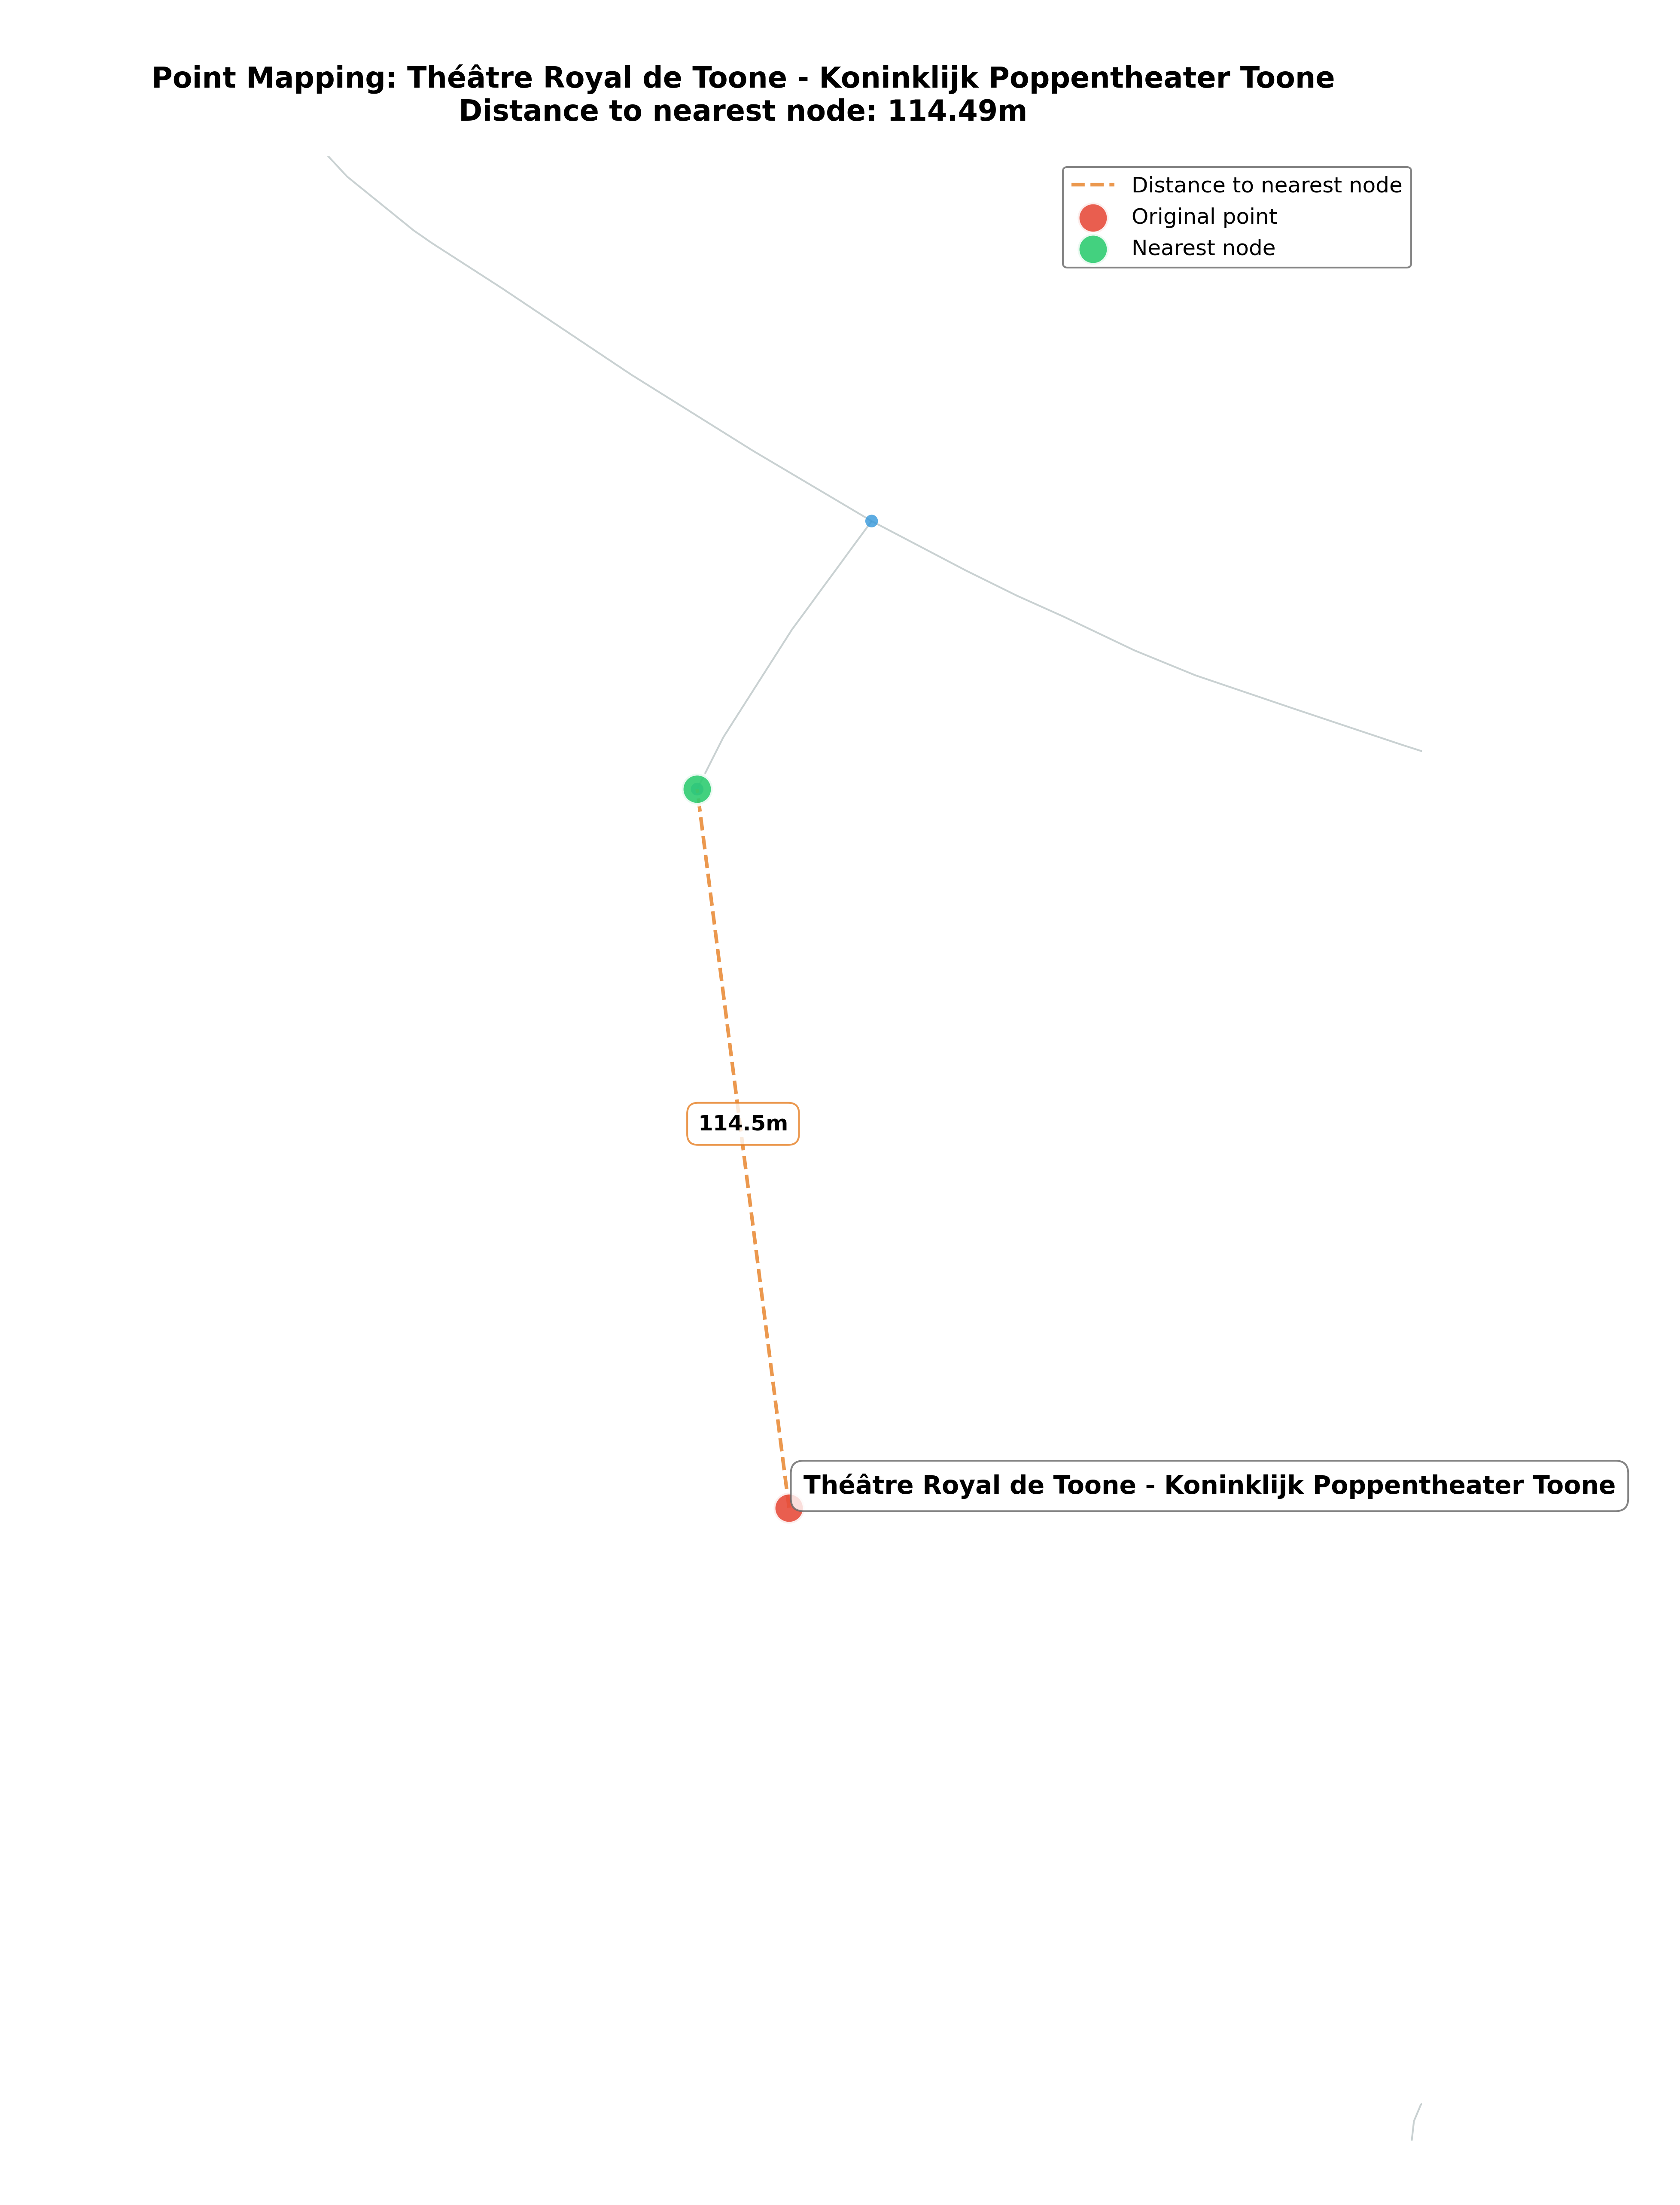 Point Mapping: Théâtre Royal de Toone - Koninklijk Poppentheater Toone
Distance to nearest node: 114.49m
Distance to nearest node
Original point
Nearest node
114.5m
Théâtre Royal de Toone - Koninklijk Poppentheater Toone